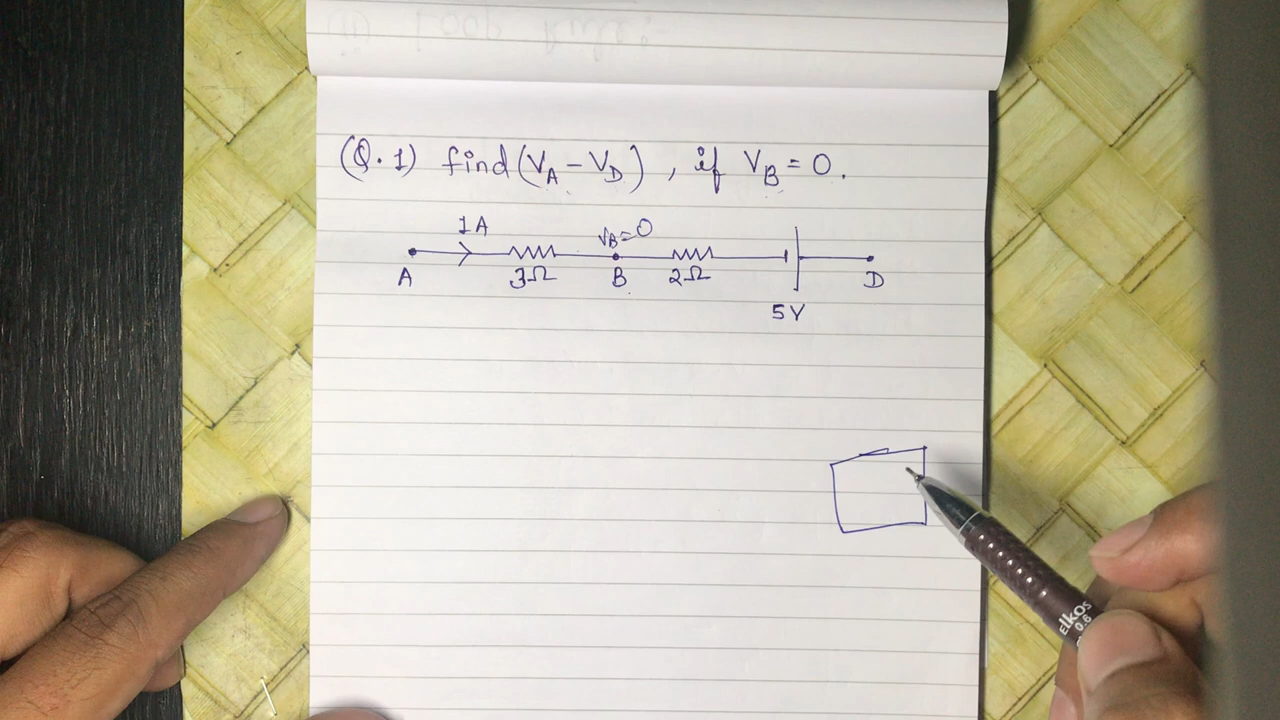 (Q.1) find (VA - VD), if VB = 0.
1A
VB=0
A 3Ω B 2Ω D
5V
elkos
0.6